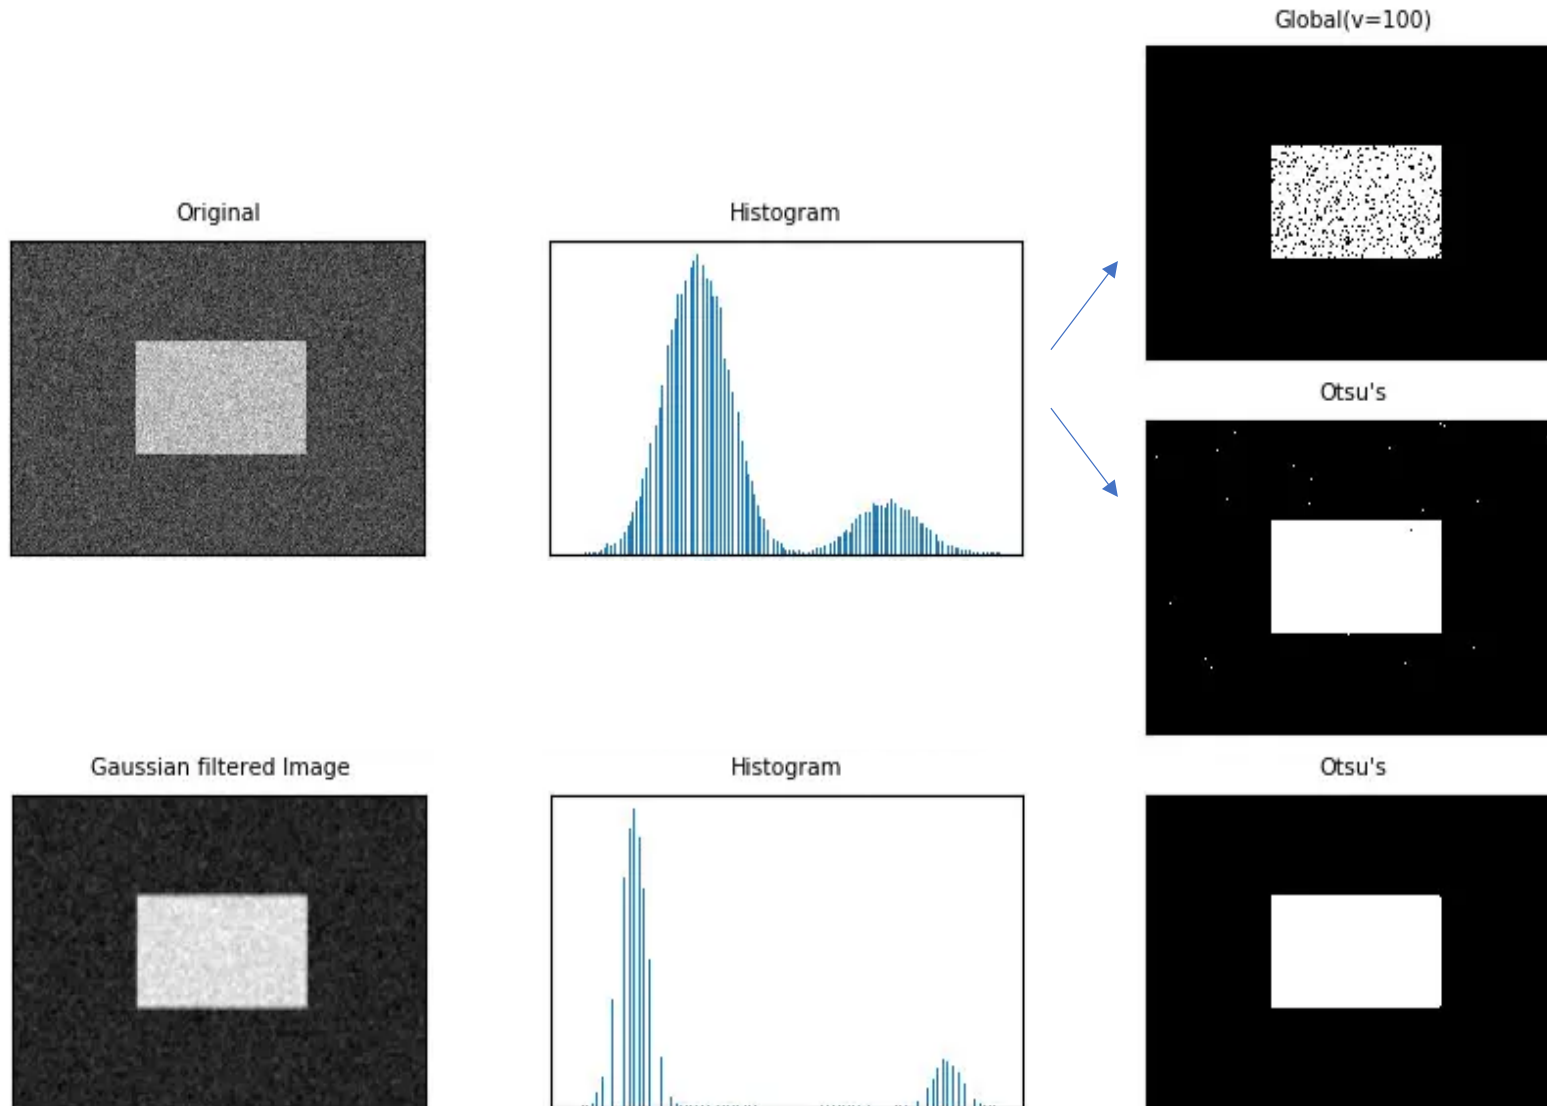 Global(v=100)
Original
Histogram
Otsu's
Gaussian filtered Image
Histogram
Otsu's